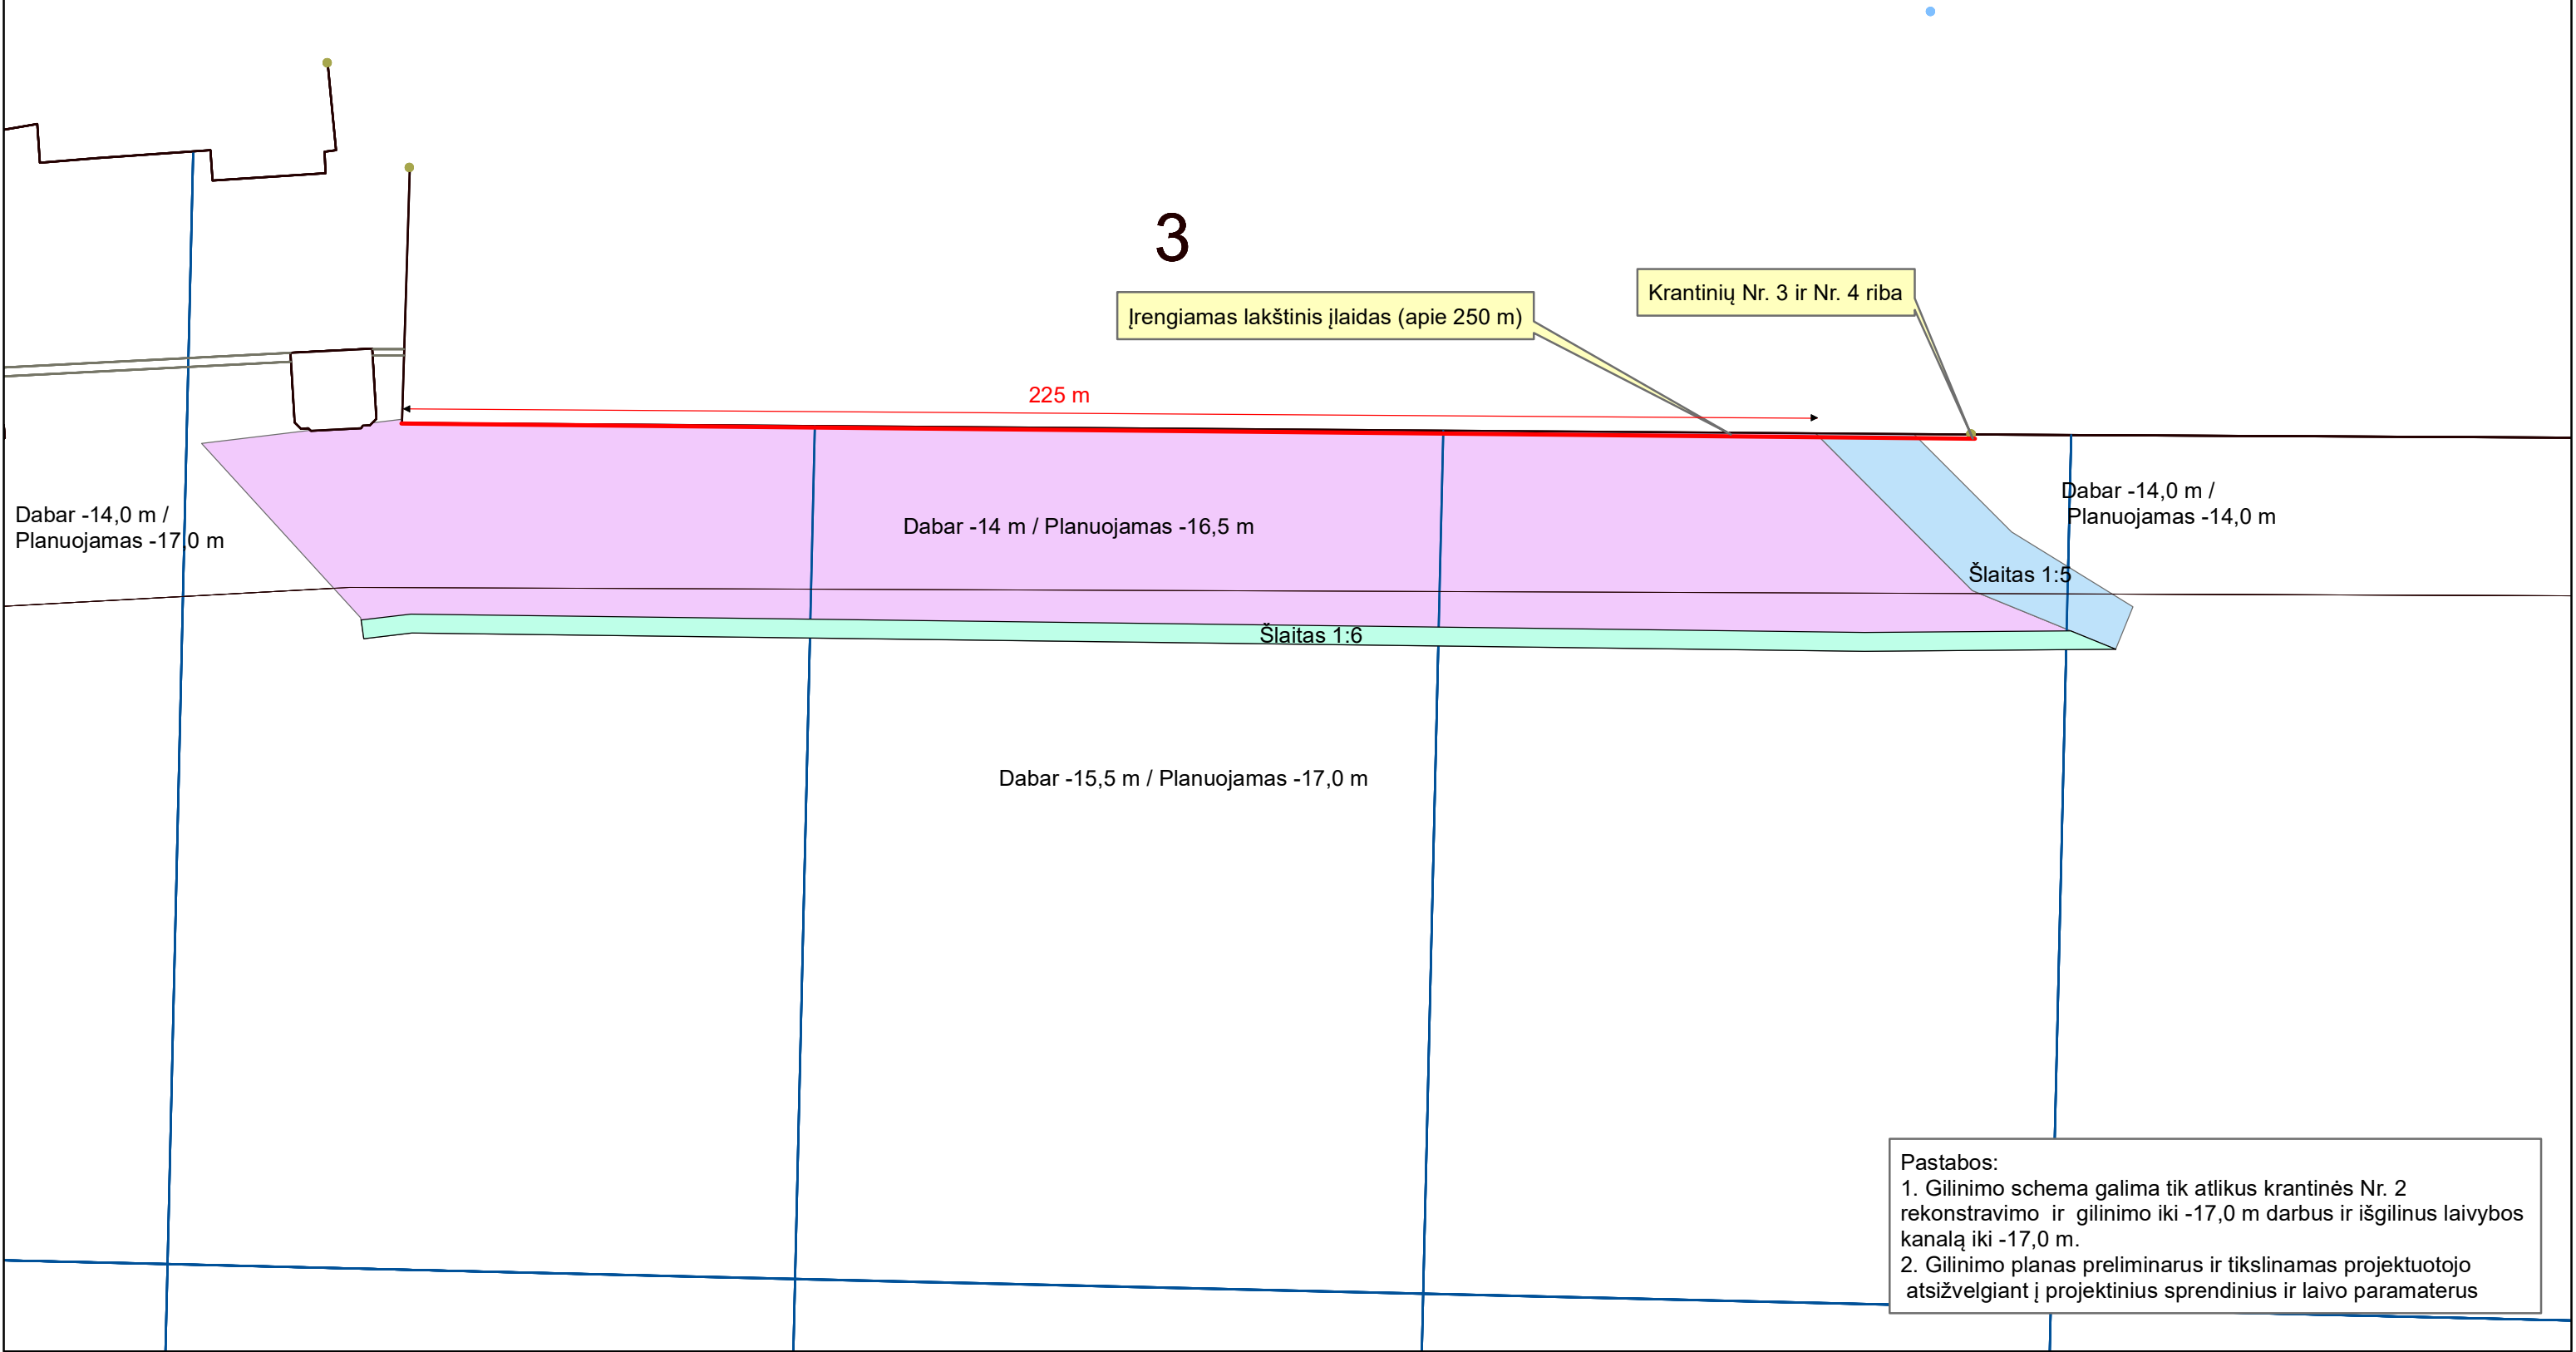 3
Krantinių Nr. 3 ir Nr. 4 riba
Įrengiamas lakštinis įlaidas (apie 250 m)
225 m
Dabar -14,0 m /
Planuojamas -17,0 m
Dabar -14 m / Planuojamas -16,5 m
Dabar -14,0 m /
Planuojamas -14,0 m
Šlaitas 1:5
Šlaitas 1:6
Dabar -15,5 m / Planuojamas -17,0 m
Pastabos:
1. Gilinimo schema galima tik atlikus krantinės Nr. 2
rekonstravimo ir gilinimo iki -17,0 m darbus ir išgilinus laivybos
kanalą iki -17,0 m.
2. Gilinimo planas preliminarus ir tikslinamas projektuotojo
atsižvelgiant į projektinius sprendinius ir laivo paramaterus